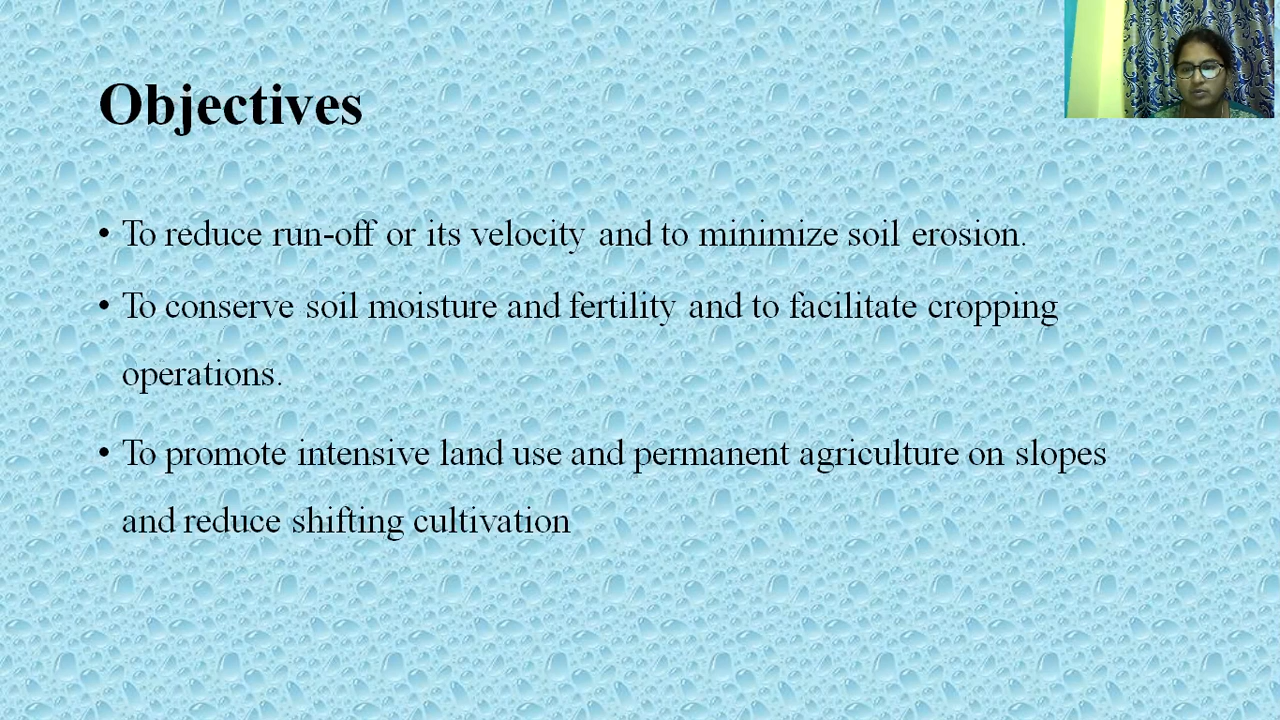 Objectives
• To reduce run-off or its velocity and to minimize soil erosion.
• To conserve soil moisture and fertility and to facilitate cropping
operations.
• To promote intensive land use and permanent agriculture on slopes
and reduce shifting cultivation